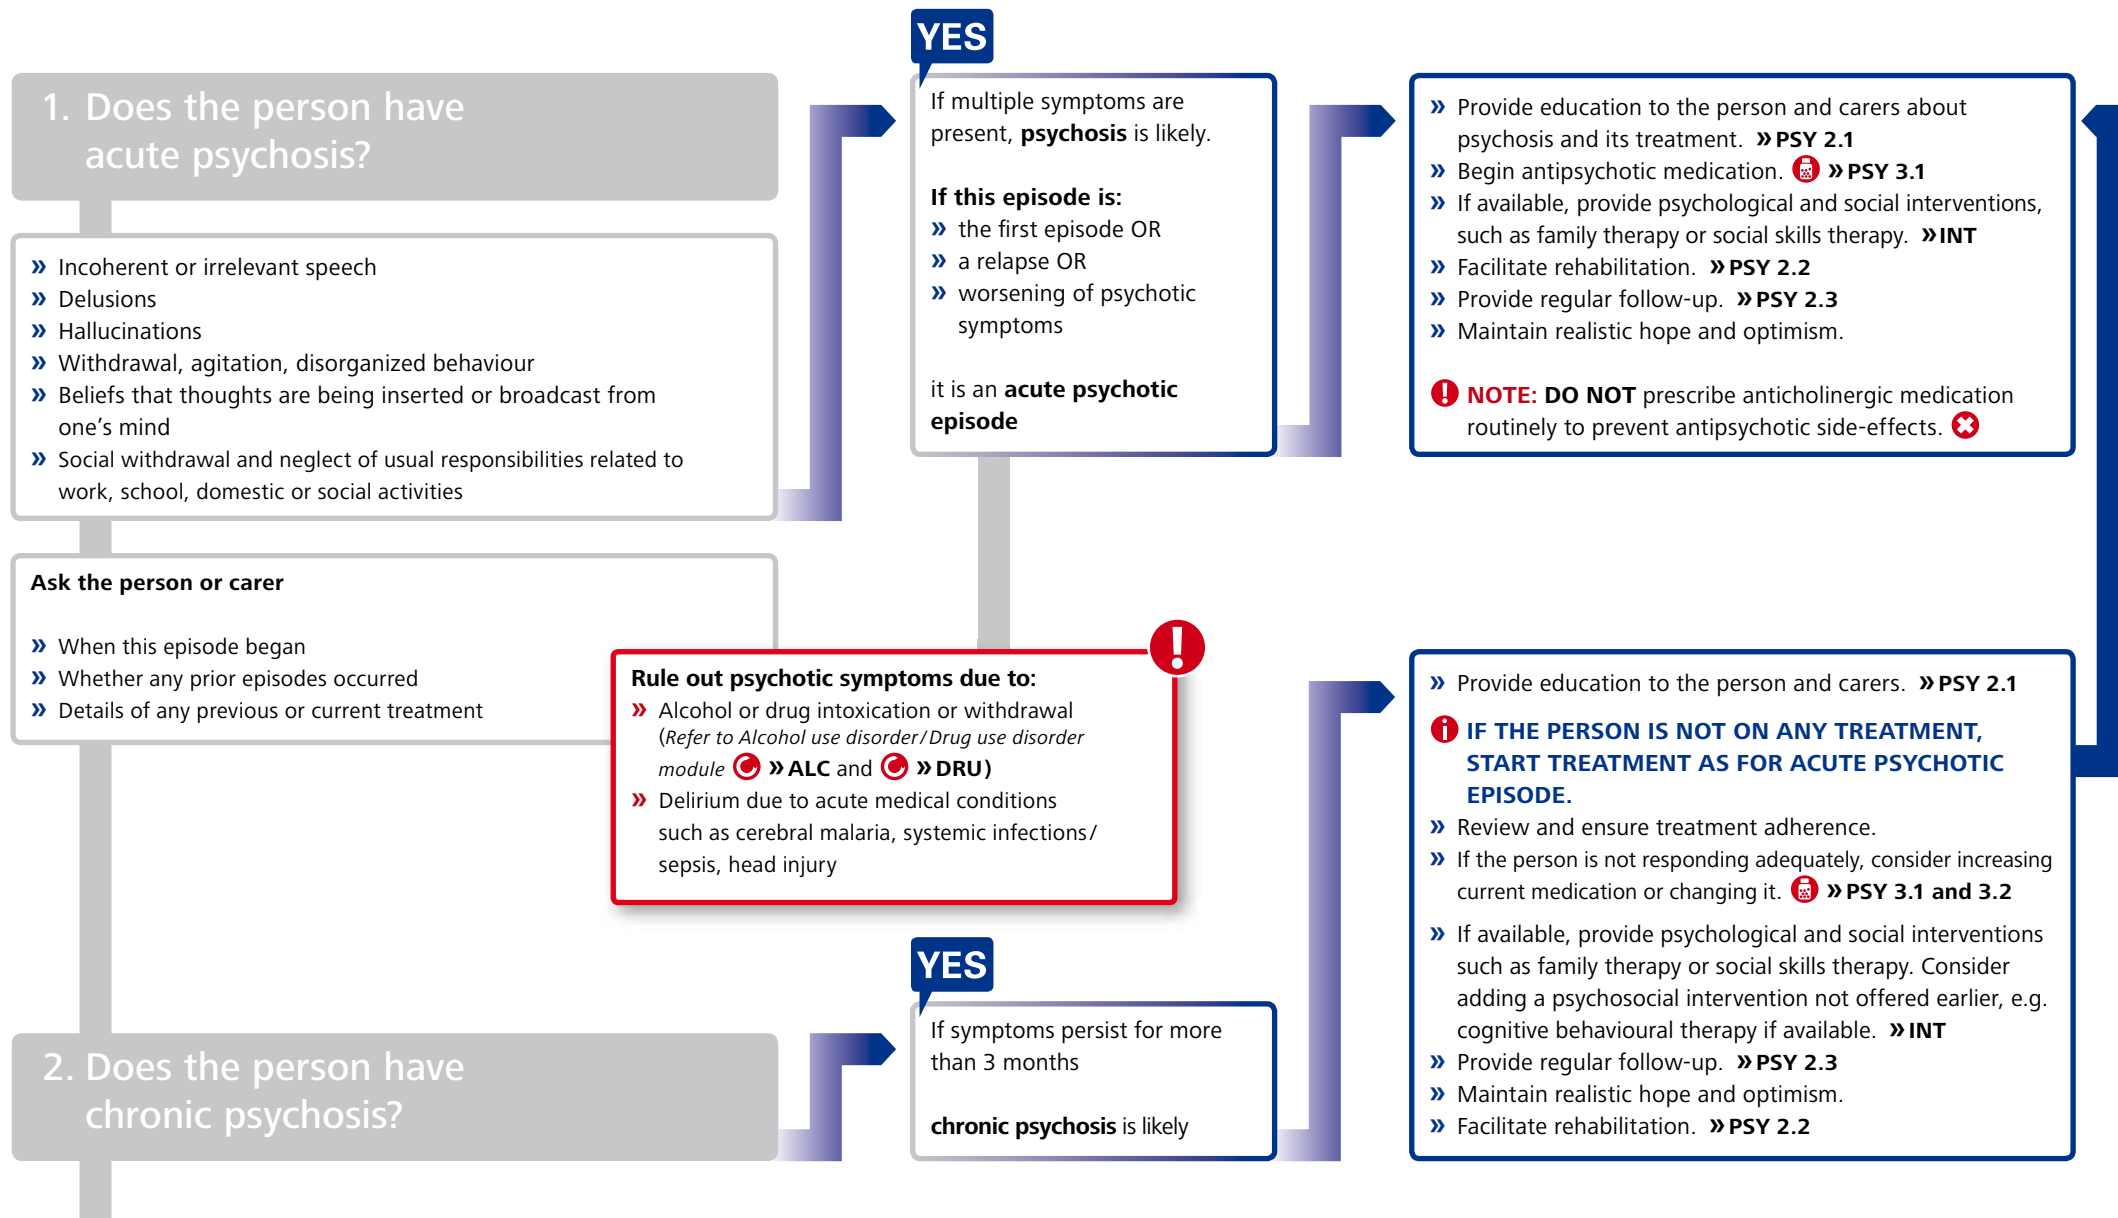 1. Does the person have
acute psychosis?
» Incoherent or irrelevant speech
» Delusions
» Hallucinations
» Withdrawal, agitation, disorganized behaviour
» Beliefs that thoughts are being inserted or broadcast from
one’s mind
» Social withdrawal and neglect of usual responsibilities related to
work, school, domestic or social activities
Ask the person or carer
» When this episode began
» Whether any prior episodes occurred
» Details of any previous or current treatment
YES
If multiple symptoms are
present, psychosis is likely.
If this episode is:
» the first episode OR
» a relapse OR
» worsening of psychotic
symptoms
it is an acute psychotic
episode
» Provide education to the person and carers about
psychosis and its treatment. » PSY 2.1
» Begin antipsychotic medication. » PSY 3.1
» If available, provide psychological and social interventions,
such as family therapy or social skills therapy. » INT
» Facilitate rehabilitation. » PSY 2.2
» Provide regular follow-up. » PSY 2.3
» Maintain realistic hope and optimism.
! NOTE: DO NOT prescribe anticholinergic medication
routinely to prevent antipsychotic side-effects.
!
Rule out psychotic symptoms due to:
» Alcohol or drug intoxication or withdrawal
(Refer to Alcohol use disorder/Drug use disorder
module » ALC and » DRU)
» Delirium due to acute medical conditions
such as cerebral malaria, systemic infections/
sepsis, head injury
2. Does the person have
chronic psychosis?
YES
If symptoms persist for more
than 3 months
chronic psychosis is likely
» Provide education to the person and carers. » PSY 2.1
i IF THE PERSON IS NOT ON ANY TREATMENT,
START TREATMENT AS FOR ACUTE PSYCHOTIC
EPISODE.
» Review and ensure treatment adherence.
» If the person is not responding adequately, consider increasing
current medication or changing it. » PSY 3.1 and 3.2
» If available, provide psychological and social interventions
such as family therapy or social skills therapy. Consider
adding a psychosocial intervention not offered earlier, e.g.
cognitive behavioural therapy if available. » INT
» Provide regular follow-up. » PSY 2.3
» Maintain realistic hope and optimism.
» Facilitate rehabilitation. » PSY 2.2